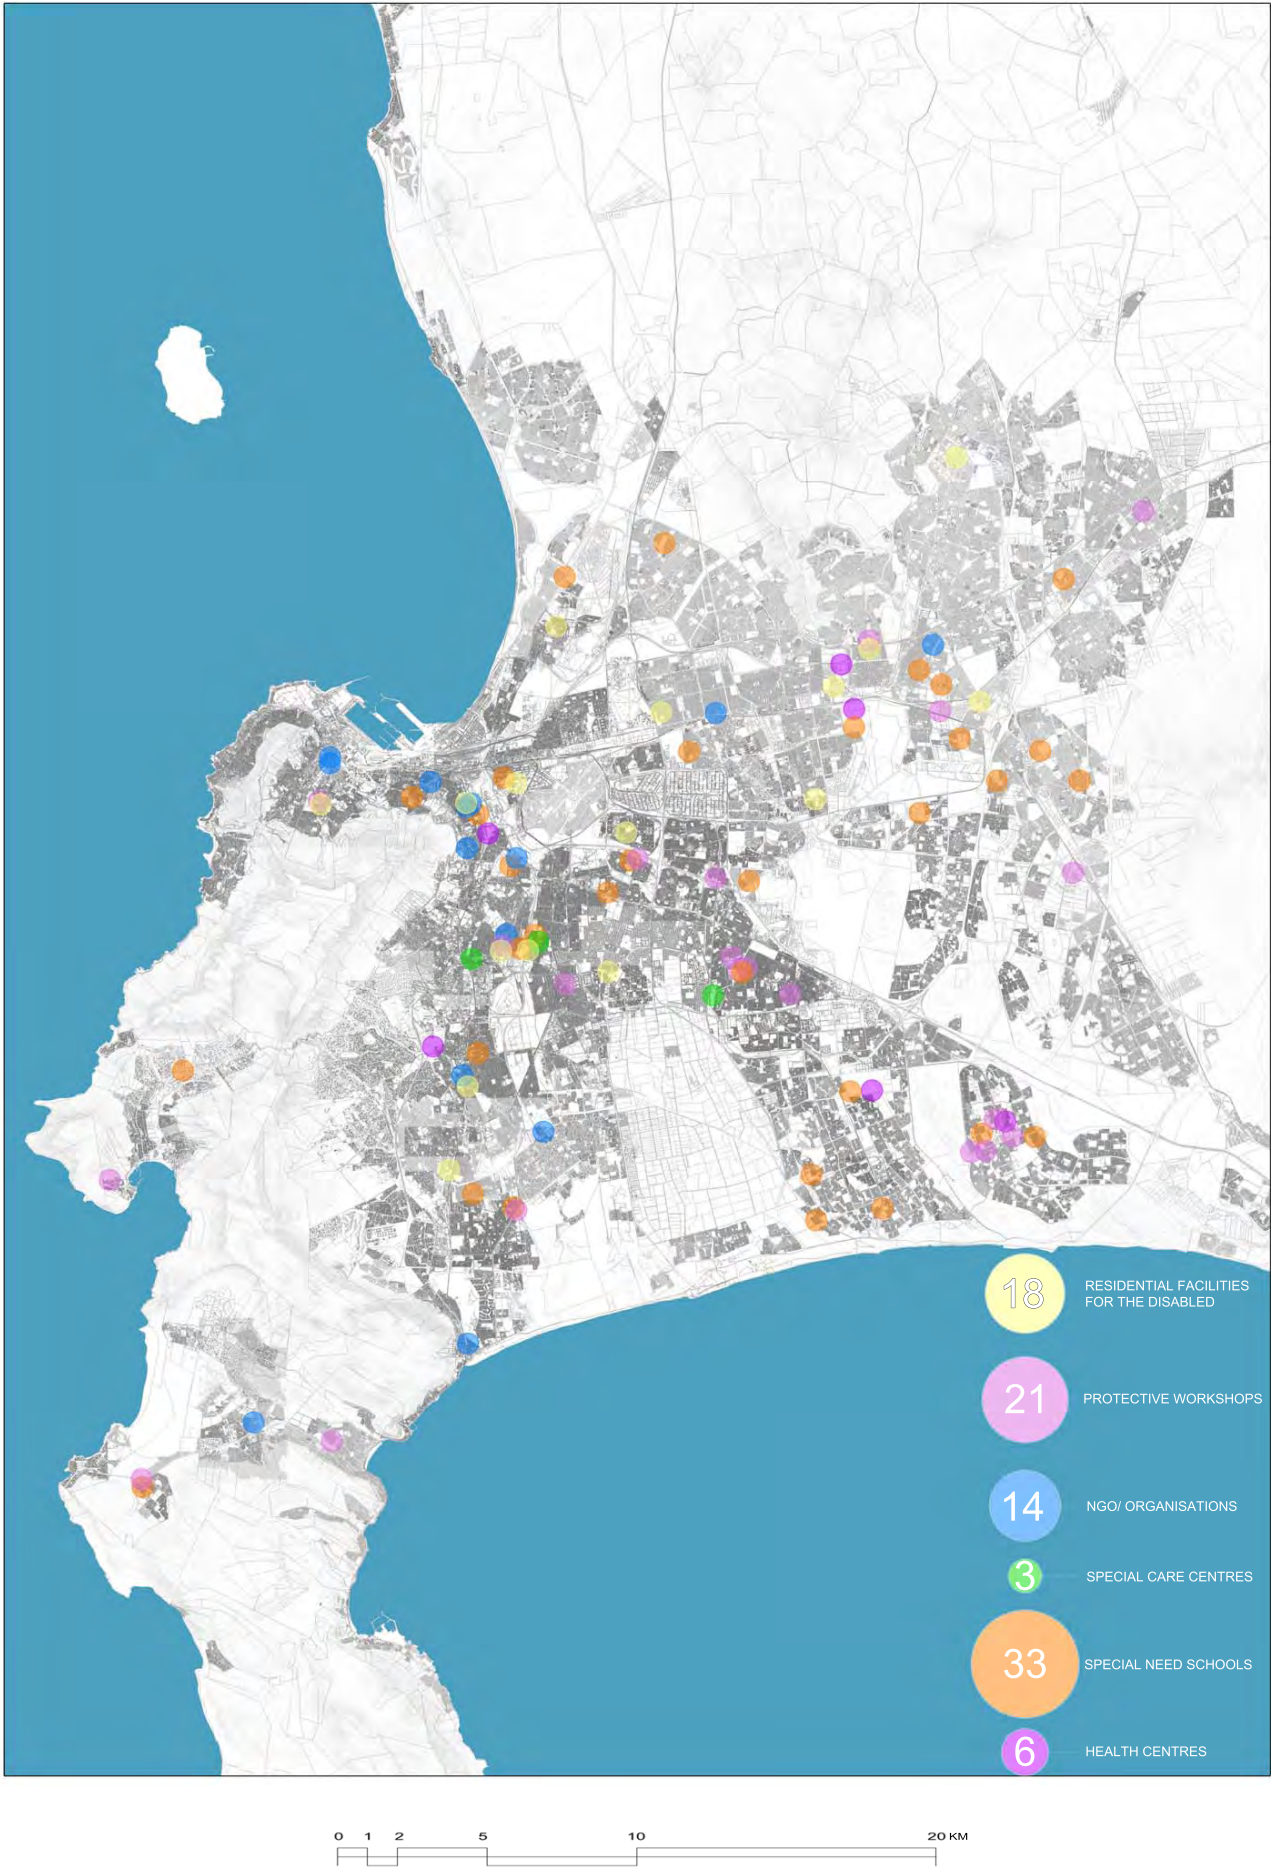 18
RESIDENTIAL FACILITIES
FOR THE DISABLED
21
PROTECTIVE WORKSHOPS
14
NGO/ ORGANISATIONS
3
SPECIAL CARE CENTRES
33
SPECIAL NEED SCHOOLS
6
HEALTH CENTRES
0 1 2 5 10 20 KM